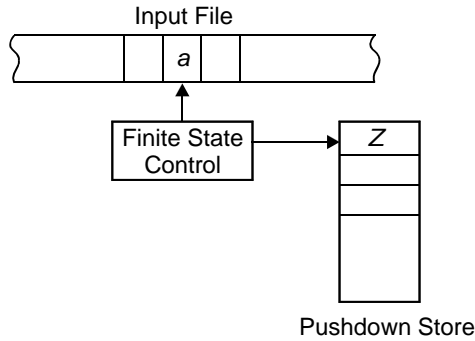 Input File
a
Finite State
Control
Z
Pushdown Store